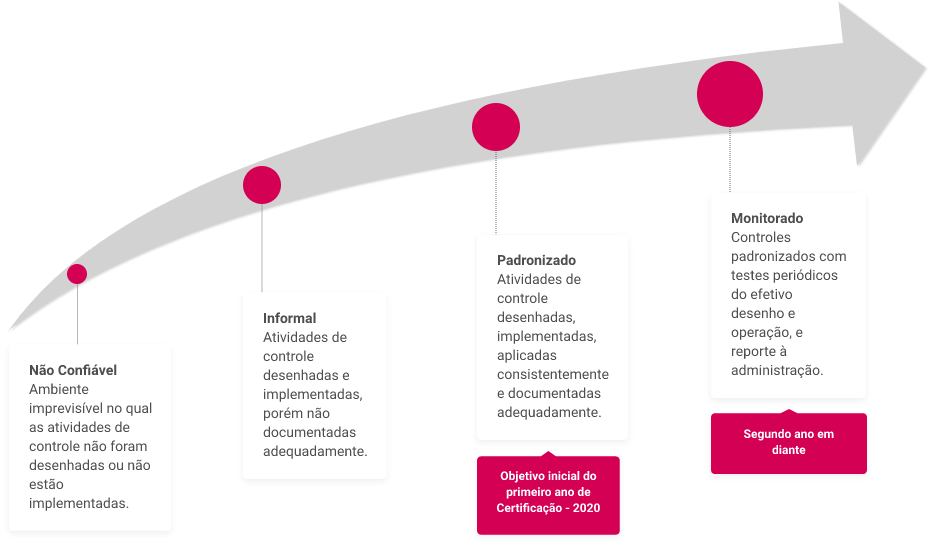 Não Confiável
Ambiente
imprevisível no qual
as atividades de
controle não foram
desenhadas ou não
estão
implementadas.
Informal
Atividades de
controle
desenhadas e
implementadas,
porém não
documentadas
adequadamente.
Padronizado
Atividades de
controle
desenhadas,
implementadas,
aplicadas
consistentemente
e documentadas
adequadamente.
Objetivo inicial do
primeiro ano de
Certificação - 2020
Monitorado
Controles
padronizados com
testes periódicos
do efetivo
desenho e
operação, e
reporte à
administração.
Segundo ano em
diante